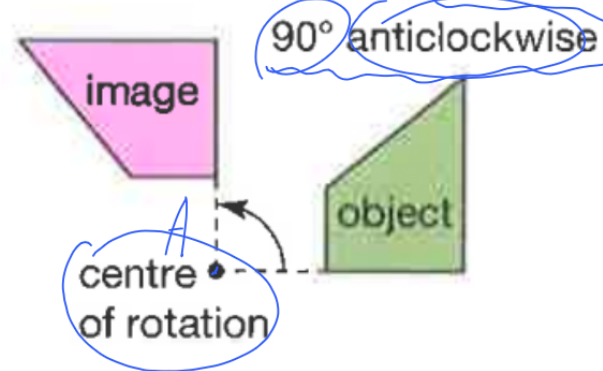 90° anticlockwise
image
object
A
centre
of rotation